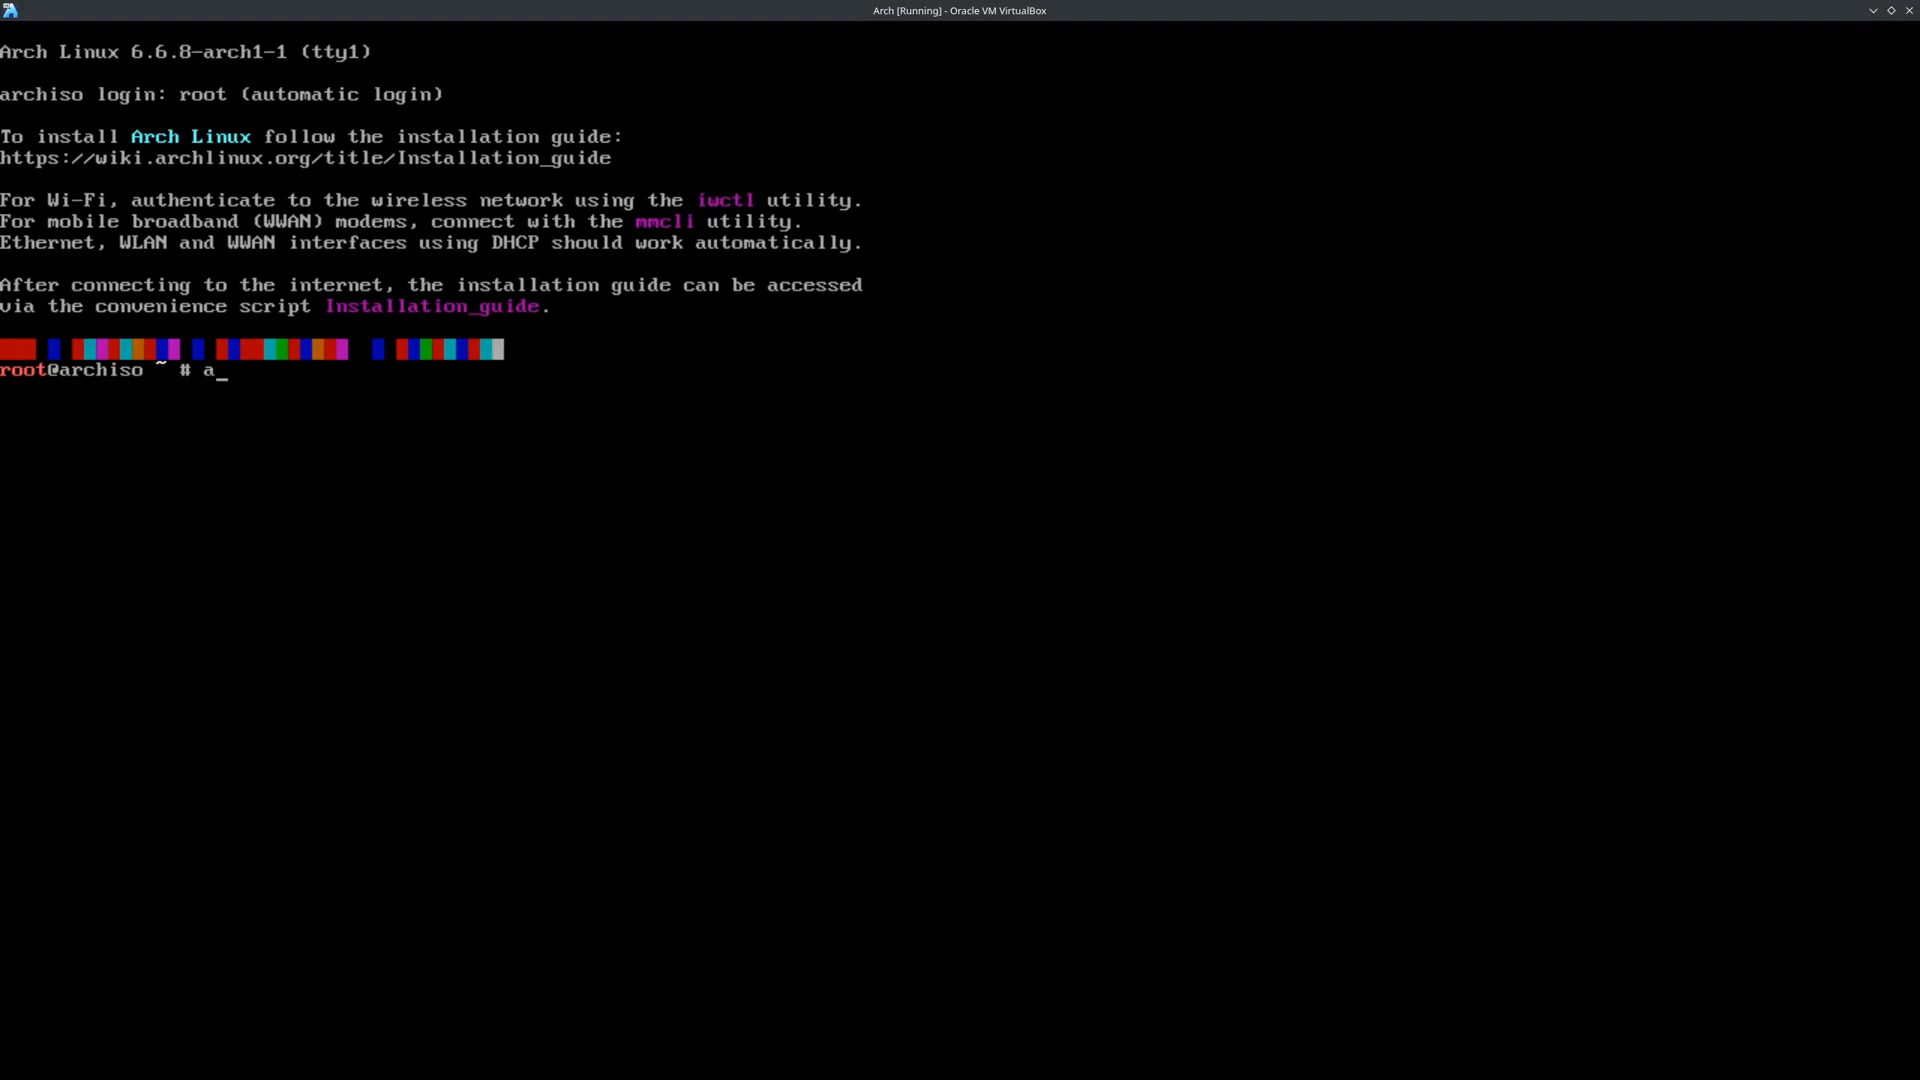 Arch [Running] - Oracle VM VirtualBox
Arch Linux 6.6.8-arch1-1 (tty1)
archiso login: root (automatic login)
To install Arch Linux follow the installation guide:
https://wiki.archlinux.org/title/Installation_guide
For Wi-Fi, authenticate to the wireless network using the iwctl utility.
For mobile broadband (WWAN) modems, connect with the mmcli utility.
Ethernet, WLAN and WWAN interfaces using DHCP should work automatically.
After connecting to the internet, the installation guide can be accessed
via the convenience script Installation_guide.
root@archiso ~ # a_